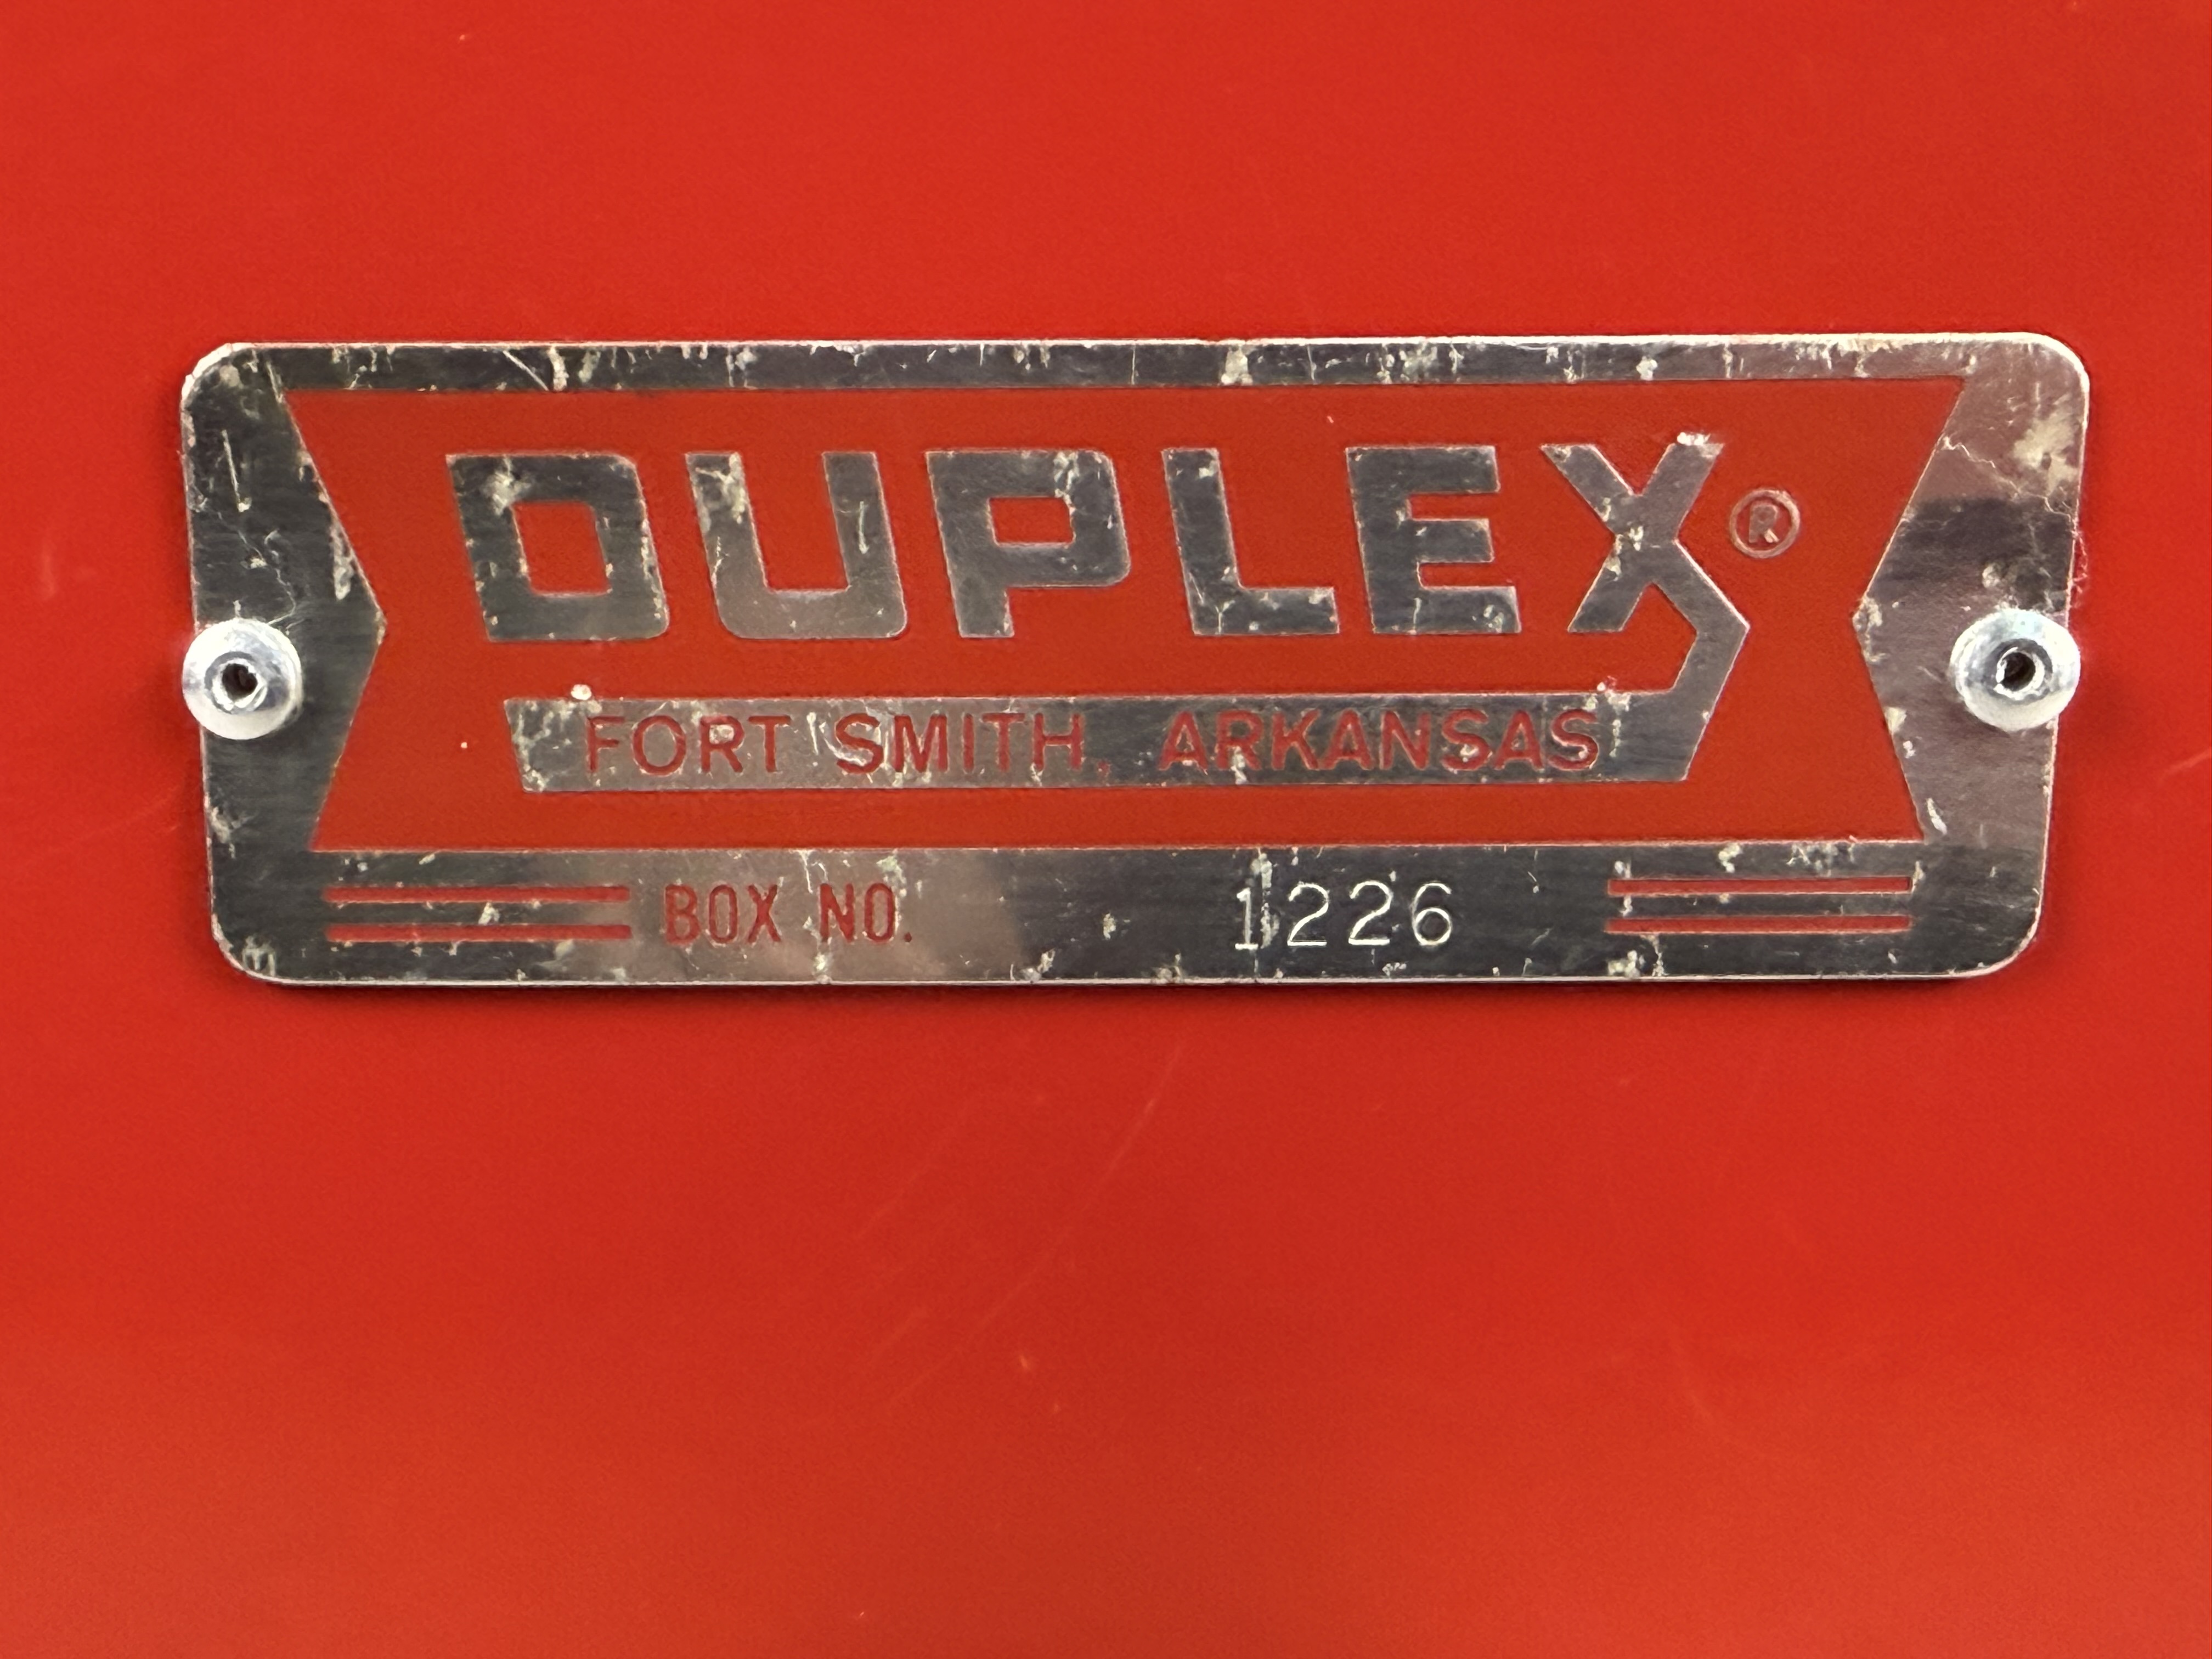 DUPLEX®
FORT SMITH, ARKANSAS
BOX NO. 1226